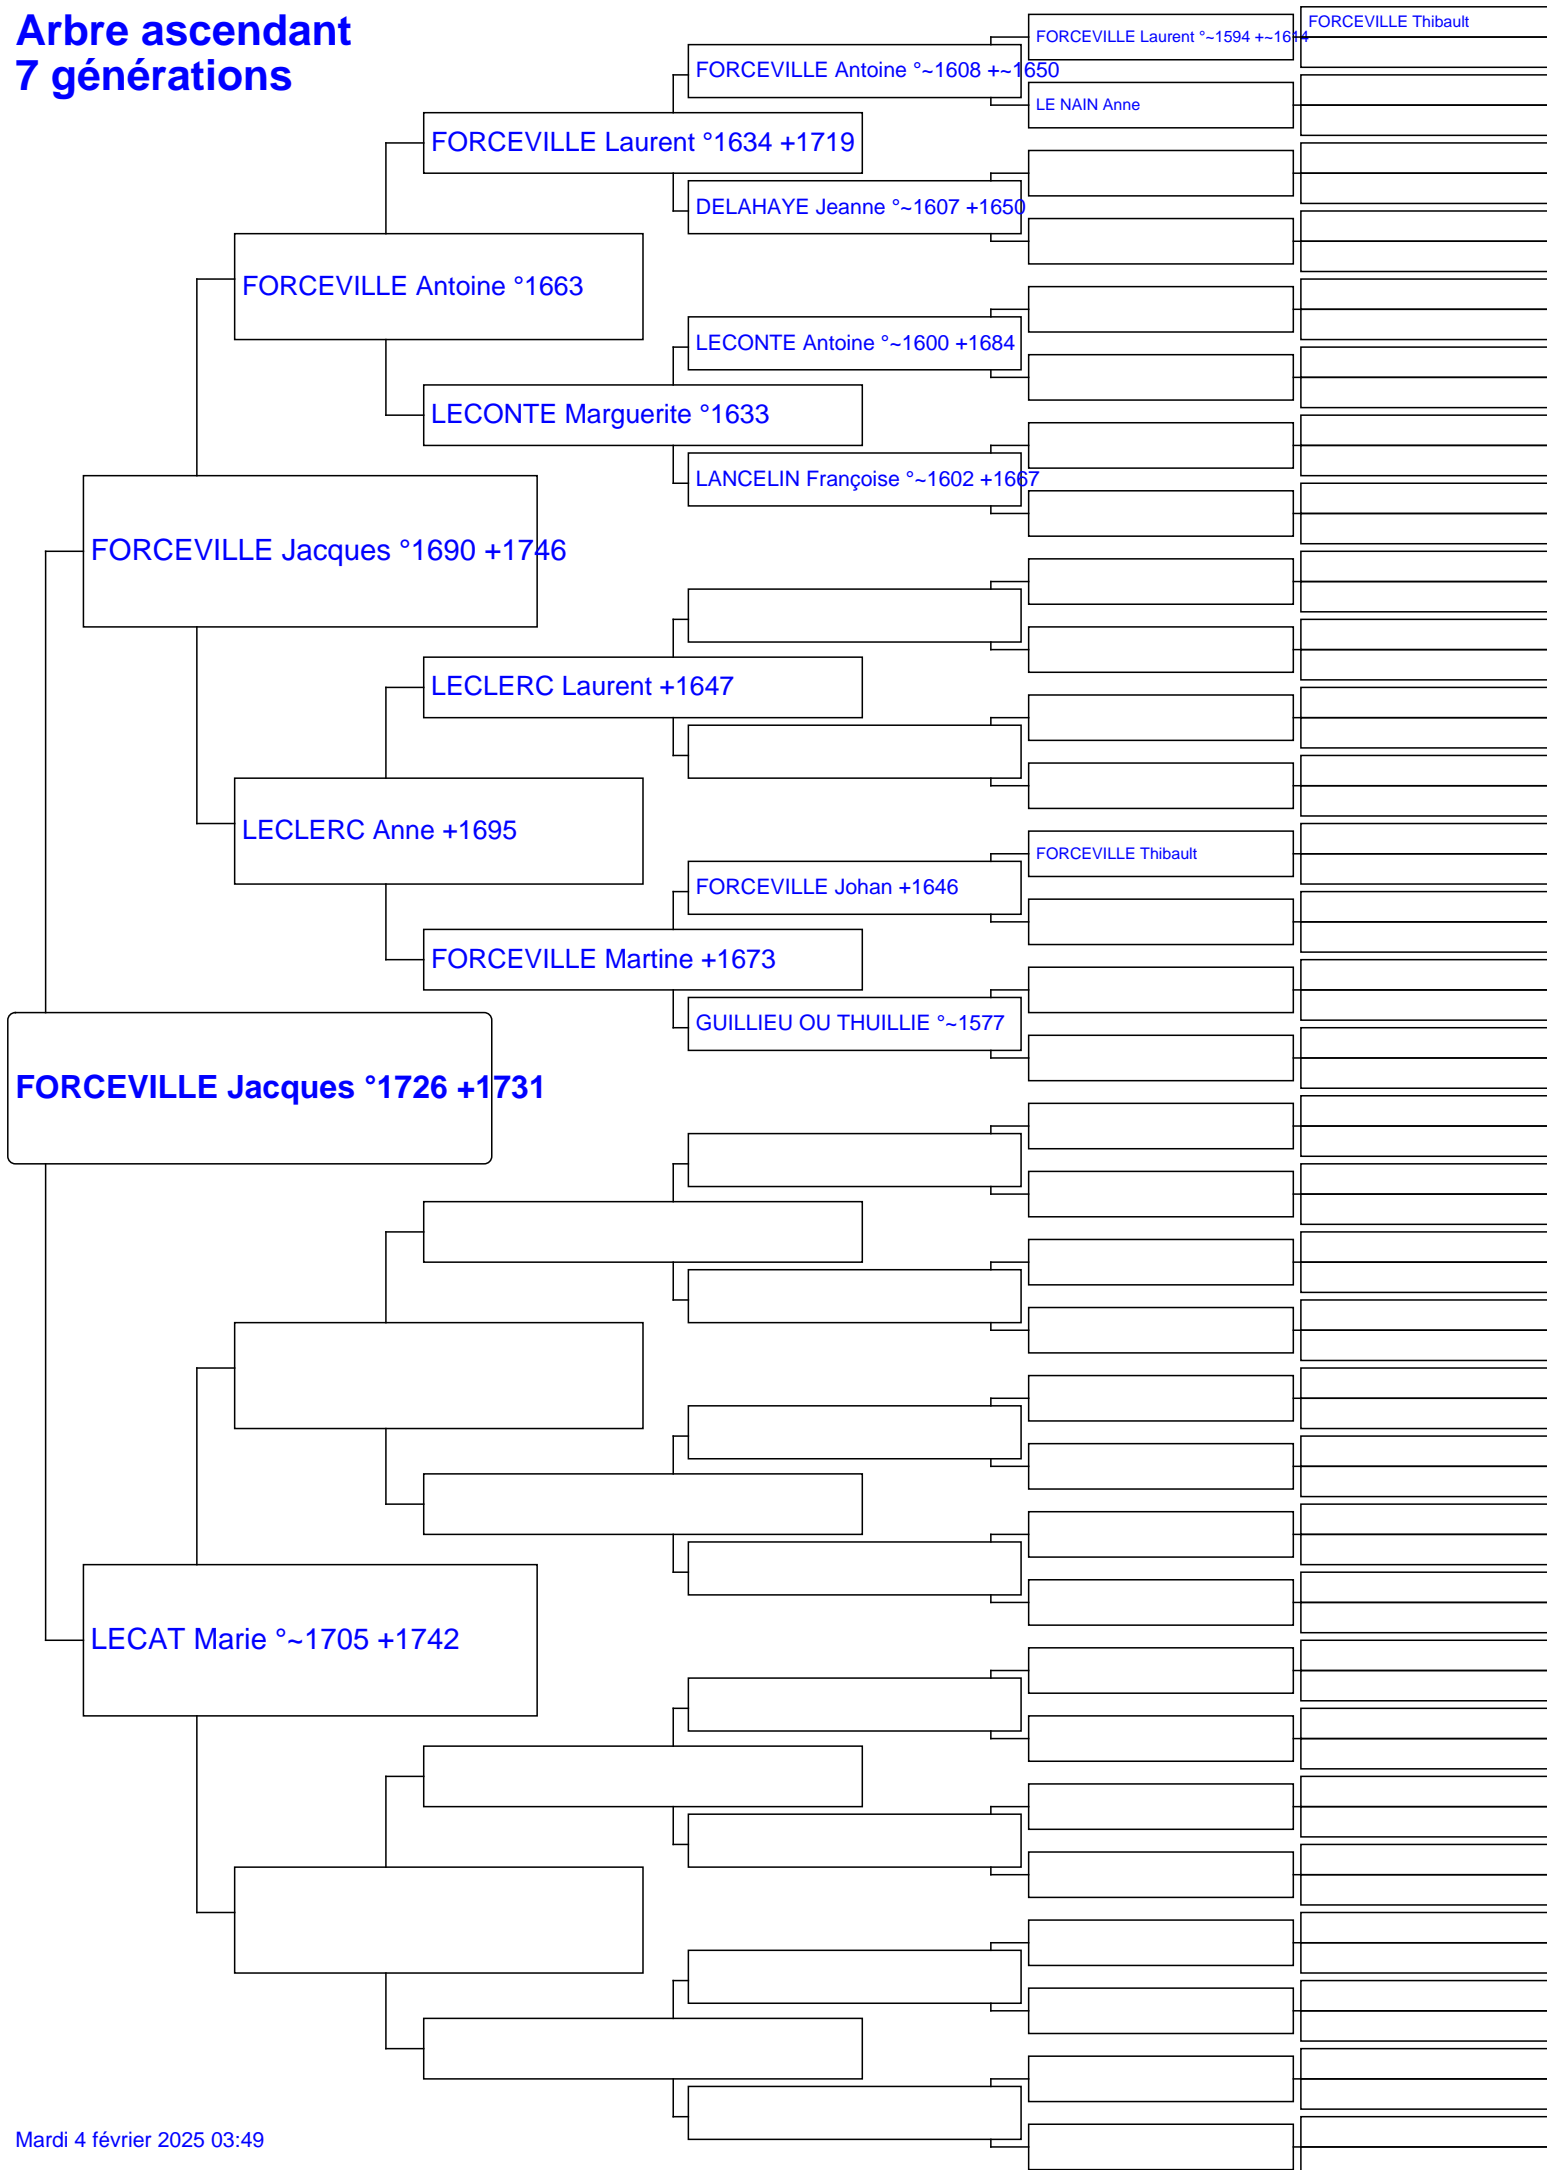 Arbre ascendant
7 générations
FORCEVILLE Thibault
FORCEVILLE Laurent °~1594 +~1614
FORCEVILLE Antoine °~1608 +~1650
LE NAIN Anne
FORCEVILLE Laurent °1634 +1719
DELAHAYE Jeanne °~1607 +1650
FORCEVILLE Antoine °1663
LECONTE Antoine °~1600 +1684
LECONTE Marguerite °1633
LANCELIN Françoise °~1602 +1667
FORCEVILLE Jacques °1690 +1746
LECLERC Laurent +1647
LECLERC Anne +1695
FORCEVILLE Thibault
FORCEVILLE Johan +1646
FORCEVILLE Martine +1673
GUILLIEU OU THUILLIE °~1577
FORCEVILLE Jacques °1726 +1731
LECAT Marie °~1705 +1742
Mardi 4 février 2025 03:49